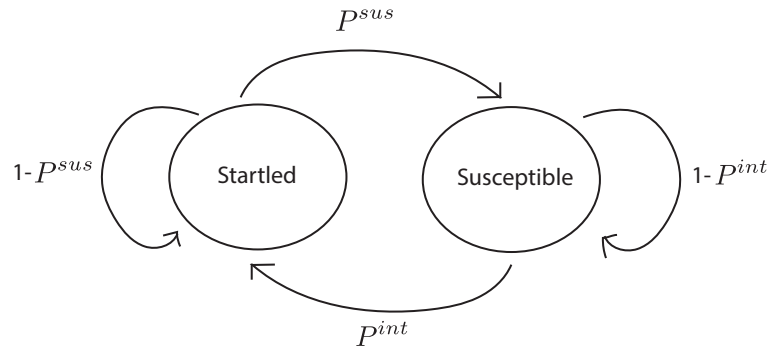 P^{sus}
1-P^{sus}
Startled
Susceptible
1-P^{int}
P^{int}